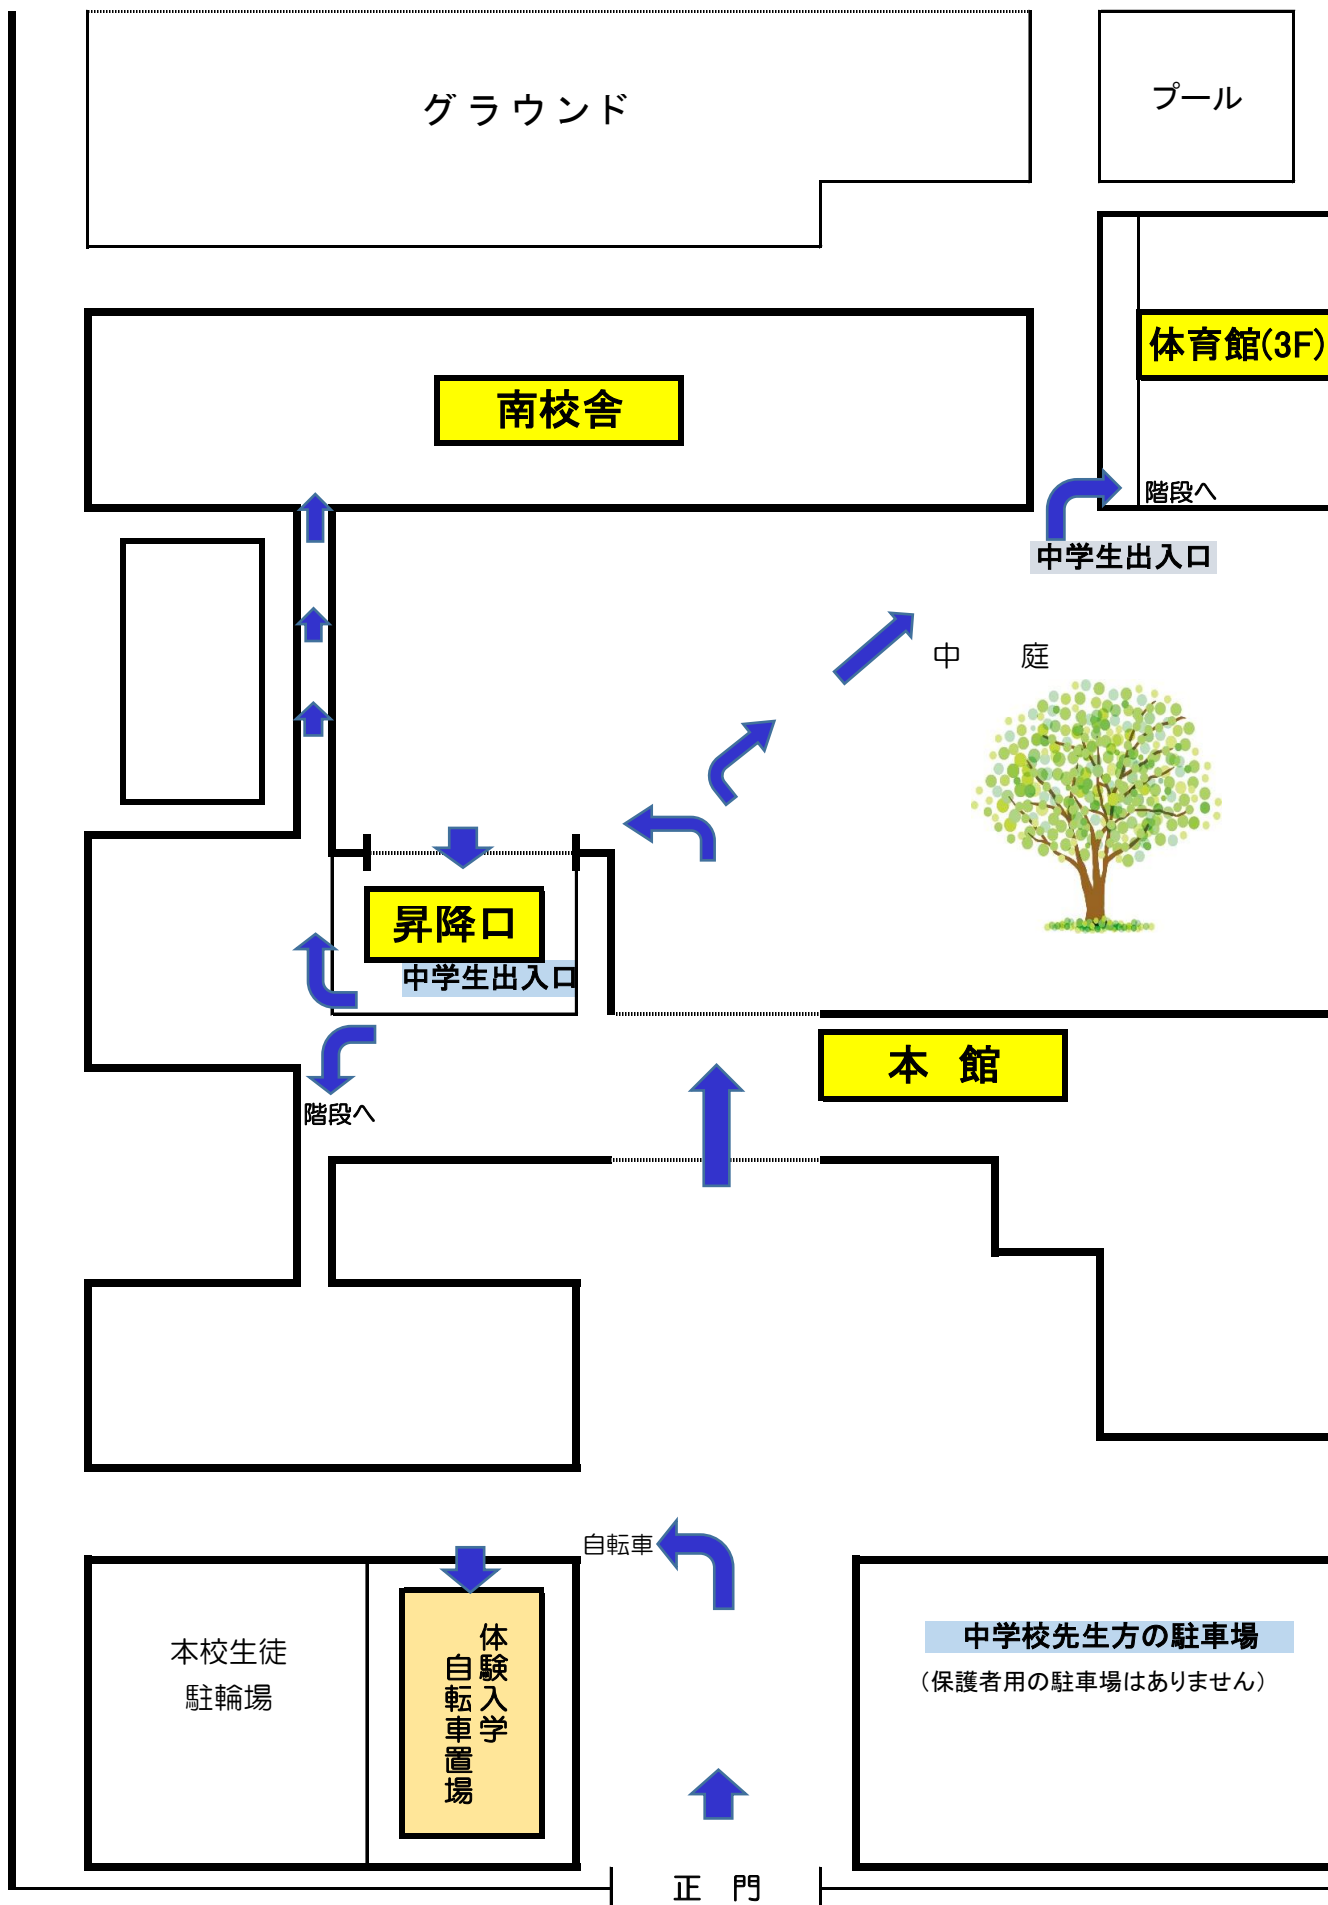 グラウンド
プール
体育館(3F)
南校舎
階段へ
中学生出入口
中　庭
昇降口
中学生出入口
本　館
階段へ
自転車
本校生徒
駐輪場
体験入学
自転車置場
中学校先生方の駐車場
（保護者用の駐車場はありません）
正　門